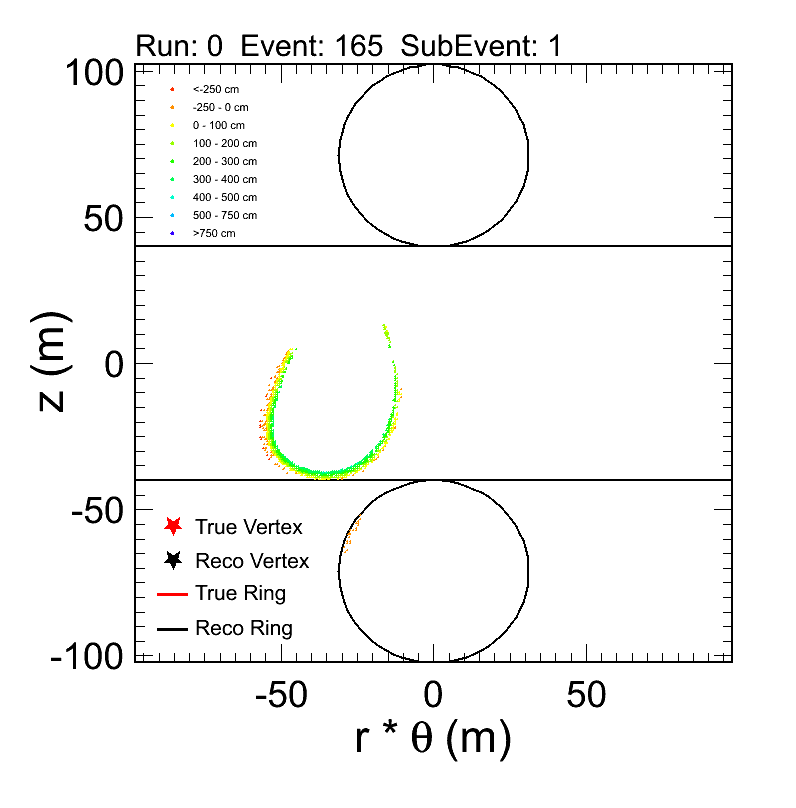 Run: 0  Event: 165  SubEvent: 1
100
50
0
-50
-100
z (m)
<-250 cm
-250 - 0 cm
0 - 100 cm
100 - 200 cm
200 - 300 cm
300 - 400 cm
400 - 500 cm
500 - 750 cm
>750 cm
True Vertex
Reco Vertex
True Ring
Reco Ring
-50
0
50
r * θ (m)